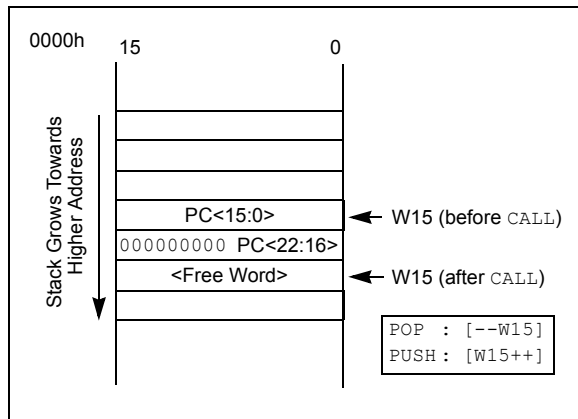 0000h
15 0
Stack Grows Towards
Higher Address
PC<15:0>
W15 (before CALL)
000000000 PC<22:16>
<Free Word>
W15 (after CALL)
POP : [--W15]
PUSH : [W15++]